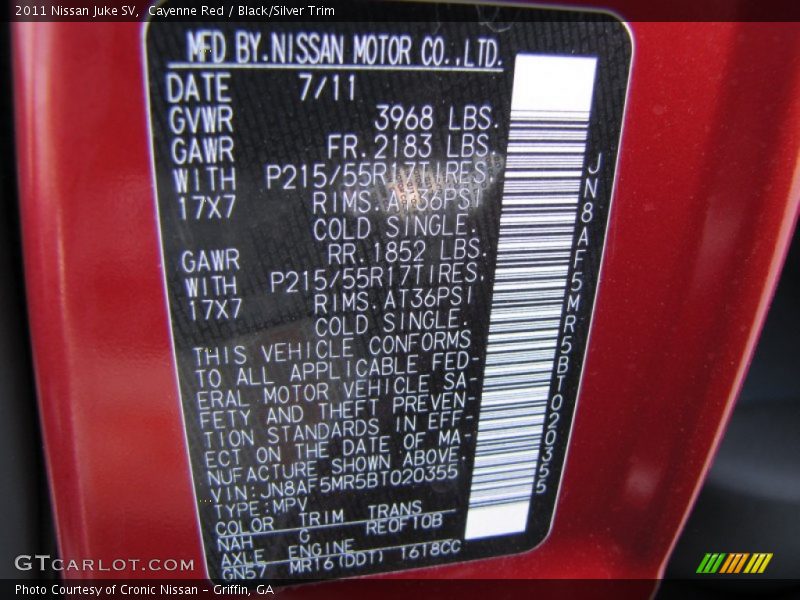 2011 Nissan Juke SV,  Cayenne Red / Black/Silver Trim
MFD BY.NISSAN MOTOR CO.,LTD.
DATE 7/11
GVWR 3968 LBS.
GAWR FR. 2183 LBS.
WITH P215/55R17TIRES.
17X7 RIMS.AT36PSI
COLD SINGLE.
GAWR RR. 1852 LBS.
WITH P215/55R17TIRES.
17X7 RIMS.AT36PSI
COLD SINGLE.
THIS VEHICLE CONFORMS
TO ALL APPLICABLE FED-
ERAL MOTOR VEHICLE SA-
FETY AND THEFT PREVEN-
TION STANDARDS IN EFF-
ECT ON THE DATE OF MA-
NUFACTURE SHOWN ABOVE.
VIN:JN8AF5MR5BT020355
TYPE:MPV
COLOR TRIM TRANS
NAH G RE0F10B
AXLE ENGINE
GN57 MR16(DDT) 1618CC
JN8AF5MR5BT020355
GTCARLOT.COM
Photo Courtesy of Cronic Nissan - Griffin, GA